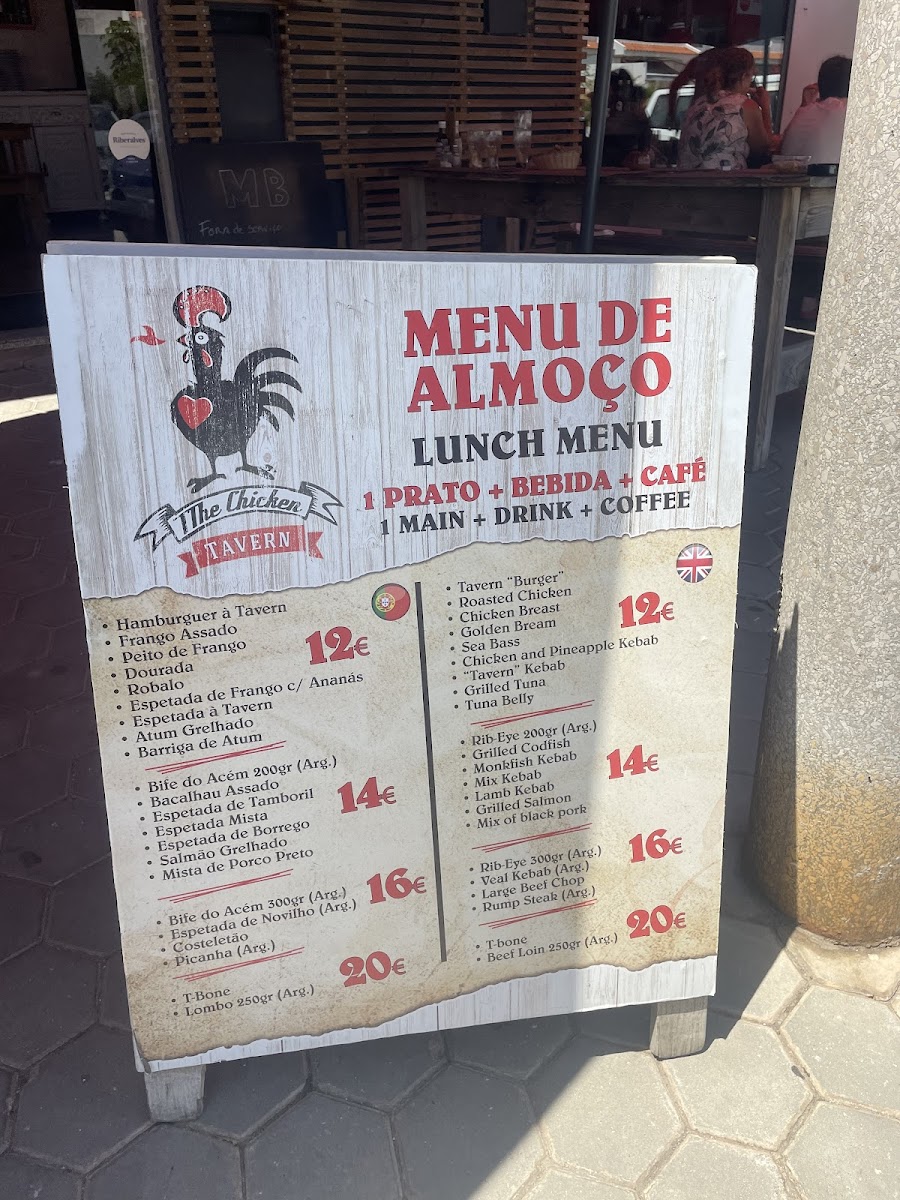 Riberalves
MB
Fora de serviço
The Chicken
TAVERN
MENU DE
ALMOÇO
LUNCH MENU
1 PRATO + BEBIDA + CAFÉ
1 MAIN + DRINK + COFFEE
• Hamburguer à Tavern
• Frango Assado
• Peito de Frango
• Dourada
• Robalo
• Espetada de Frango c/ Ananás
• Espetada à Tavern
• Atum Grelhado
• Barriga de Atum
12€
• Bife do Acém 200gr (Arg.)
• Bacalhau Assado
• Espetada de Tamboril
• Espetada Mista
• Espetada de Borrego
• Salmão Grelhado
• Mista de Porco Preto
14€
• Bife do Acém 300gr (Arg.)
• Espetada de Novilho (Arg.)
• Costeletão
• Picanha (Arg.)
16€
• T-Bone
• Lombo 250gr (Arg.)
20€
• Tavern “Burger”
• Roasted Chicken
• Chicken Breast
• Golden Bream
• Sea Bass
• Chicken and Pineapple Kebab
• “Tavern” Kebab
• Grilled Tuna
• Tuna Belly
12€
• Rib-Eye 200gr (Arg.)
• Grilled Codfish
• Monkfish Kebab
• Mix Kebab
• Lamb Kebab
• Grilled Salmon
• Mix of black pork
14€
• Rib-Eye 300gr (Arg.)
• Veal Kebab (Arg.)
• Large Beef Chop
• Rump Steak (Arg.)
16€
• T-bone
• Beef Loin 250gr (Arg.)
20€